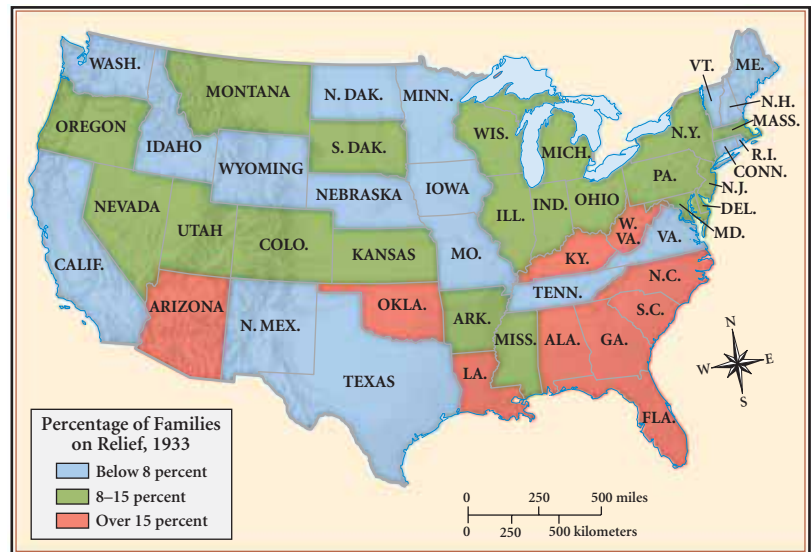 WASH.
MONTANA
N. DAK.
MINN.
VT.
ME.
N.H.
MASS.
OREGON
IDAHO
S. DAK.
WIS.
MICH.
N.Y.
R.I.
CONN.
WYOMING
NEBRASKA
IOWA
PA.
N.J.
NEVADA
UTAH
COLO.
ILL.
IND.
OHIO
DEL.
MD.
CALIF.
KANSAS
MO.
W.
VA.
VA.
KY.
ARIZONA
N. MEX.
OKLA.
ARK.
TENN.
N.C.
S.C.
TEXAS
LA.
MISS.
ALA.
GA.
FLA.
N
W
E
S
Percentage of Families
on Relief, 1933
Below 8 percent
8–15 percent
Over 15 percent
0 250 500 miles
0 250 500 kilometers